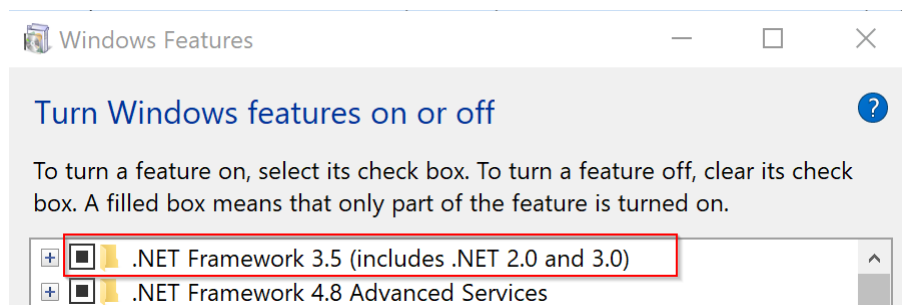 Windows Features
Turn Windows features on or off
?
To turn a feature on, select its check box. To turn a feature off, clear its check
box. A filled box means that only part of the feature is turned on.
.NET Framework 3.5 (includes .NET 2.0 and 3.0)
.NET Framework 4.8 Advanced Services